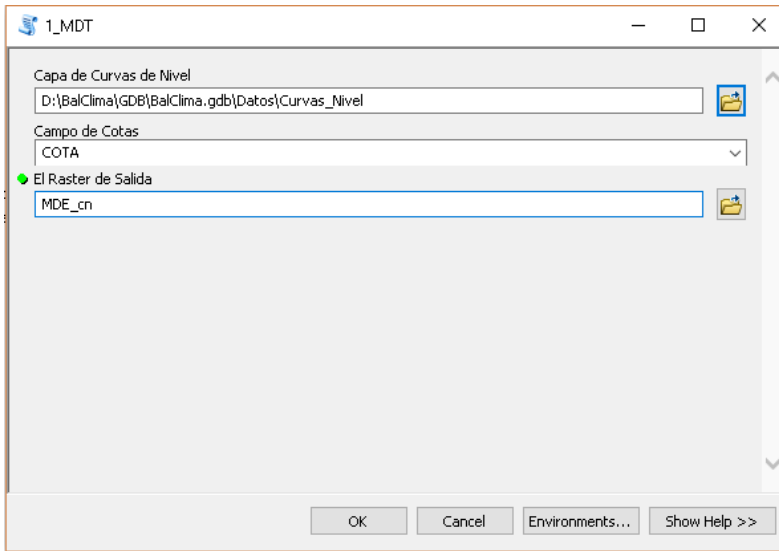 1_MDT
Capa de Curvas de Nivel
D:\BalClima\GDB\BalClima.gdb\Datos\Curvas_Nivel
Campo de Cotas
COTA
El Raster de Salida
MDE_cn
OK Cancel Environments... Show Help >>